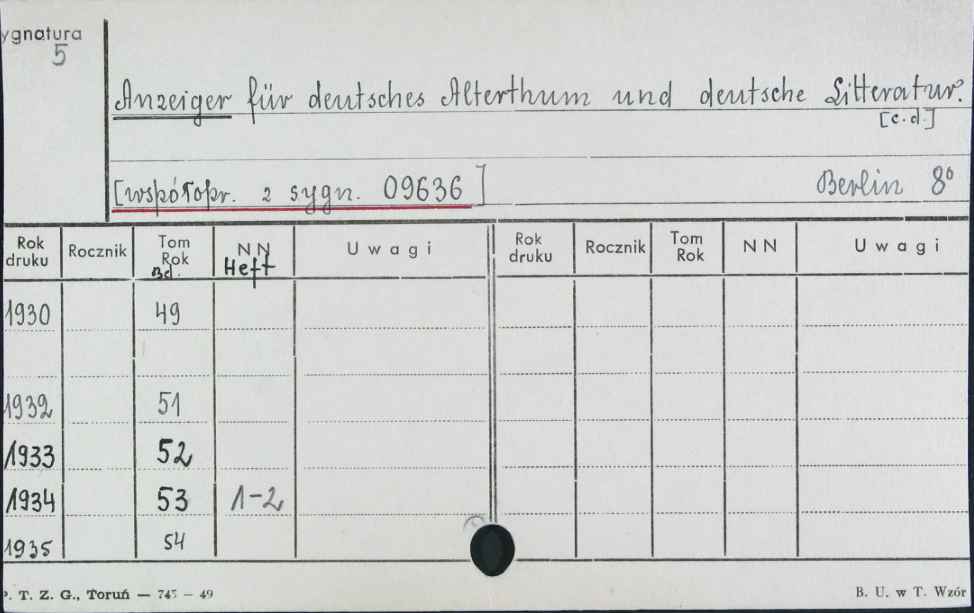 ygnatura
5
Anzeiger für deutsches Alterthum und deutsche Litteratur.
[c.d.]
[współopr. z sygn. 09636]
Berlin 8°
Rok druku Rocznik Tom Rok Bd. NN Heft Uwagi Rok druku Rocznik Tom Rok NN Uwagi
1930 49
1932 51
1933 52
1934 53 1-2
1935 54
P. T. Z. G., Toruń — 745 — 49 B. U. w T. Wzór